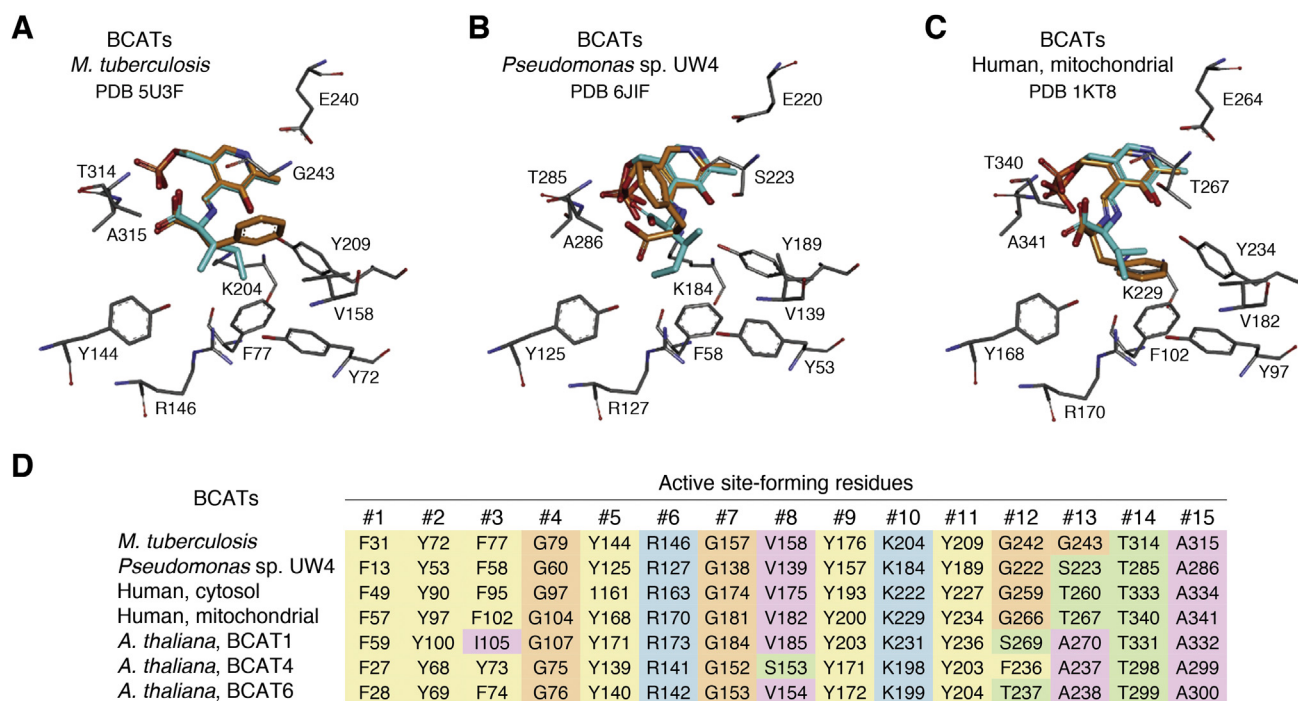 A
BCATs
M. tuberculosis
PDB 5U3F
E240
T314
G243
A315
Y209
K204
V158
Y144
F77
Y72
R146
B
BCATs
Pseudomonas sp. UW4
PDB 6JIF
E220
T285
S223
A286
Y189
K184
V139
Y125
F58
Y53
R127
C
BCATs
Human, mitochondrial
PDB 1KT8
E264
T340
T267
A341
Y234
K229
V182
Y168
F102
Y97
R170
D
BCATs Active site-forming residues
#1 #2 #3 #4 #5 #6 #7 #8 #9 #10 #11 #12 #13 #14 #15
M. tuberculosis F31 Y72 F77 G79 Y144 R146 G157 V158 Y176 K204 Y209 G242 G243 T314 A315
Pseudomonas sp. UW4 F13 Y53 F58 G60 Y125 R127 G138 V139 Y157 K184 Y189 G222 S223 T285 A286
Human, cytosol F49 Y90 F95 G97 1161 R163 G174 V175 Y193 K222 Y227 G259 T260 T333 A334
Human, mitochondrial F57 Y97 F102 G104 Y168 R170 G181 V182 Y200 K229 Y234 G266 T267 T340 A341
A. thaliana, BCAT1 F59 Y100 I105 G107 Y171 R173 G184 V185 Y203 K231 Y236 S269 A270 T331 A332
A. thaliana, BCAT4 F27 Y68 Y73 G75 Y139 R141 G152 S153 Y171 K198 Y203 F236 A237 T298 A299
A. thaliana, BCAT6 F28 Y69 F74 G76 Y140 R142 G153 V154 Y172 K199 Y204 T237 A238 T299 A300